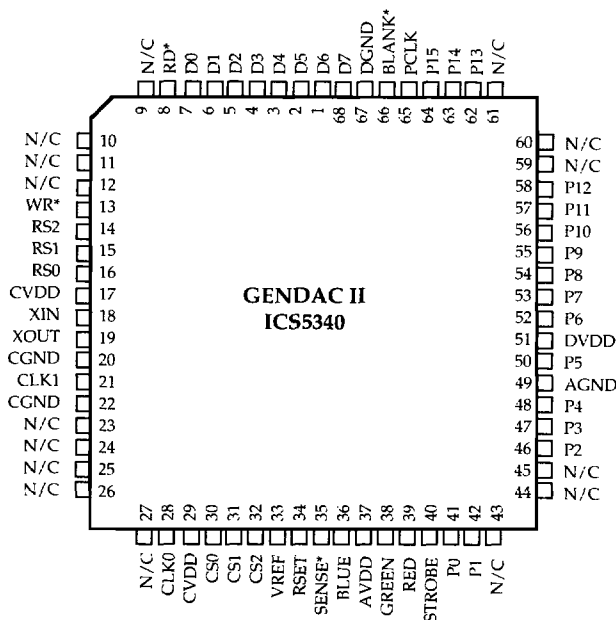 N/C RD* D0 D1 D2 D3 D4 D5 D6 D7 DGND BLANK* PCLK P15 P14 P13 N/C
9 8 7 6 5 4 3 2 1 68 67 66 65 64 63 62 61
N/C 10
N/C 11
N/C 12
WR* 13
RS2 14
RS1 15
RS0 16
CVDD 17
XIN 18
XOUT 19
CGND 20
CLK1 21
CGND 22
N/C 23
N/C 24
N/C 25
N/C 26
GENDAC II
ICS5340
60 N/C
59 N/C
58 P12
57 P11
56 P10
55 P9
54 P8
53 P7
52 P6
51 DVDD
50 P5
49 AGND
48 P4
47 P3
46 P2
45 N/C
44 N/C
27 28 29 30 31 32 33 34 35 36 37 38 39 40 41 42 43
N/C CLK0 CVDD CS0 CS1 CS2 VREF RSET SENSE* BLUE AVDD GREEN RED STROBE P0 P1 N/C